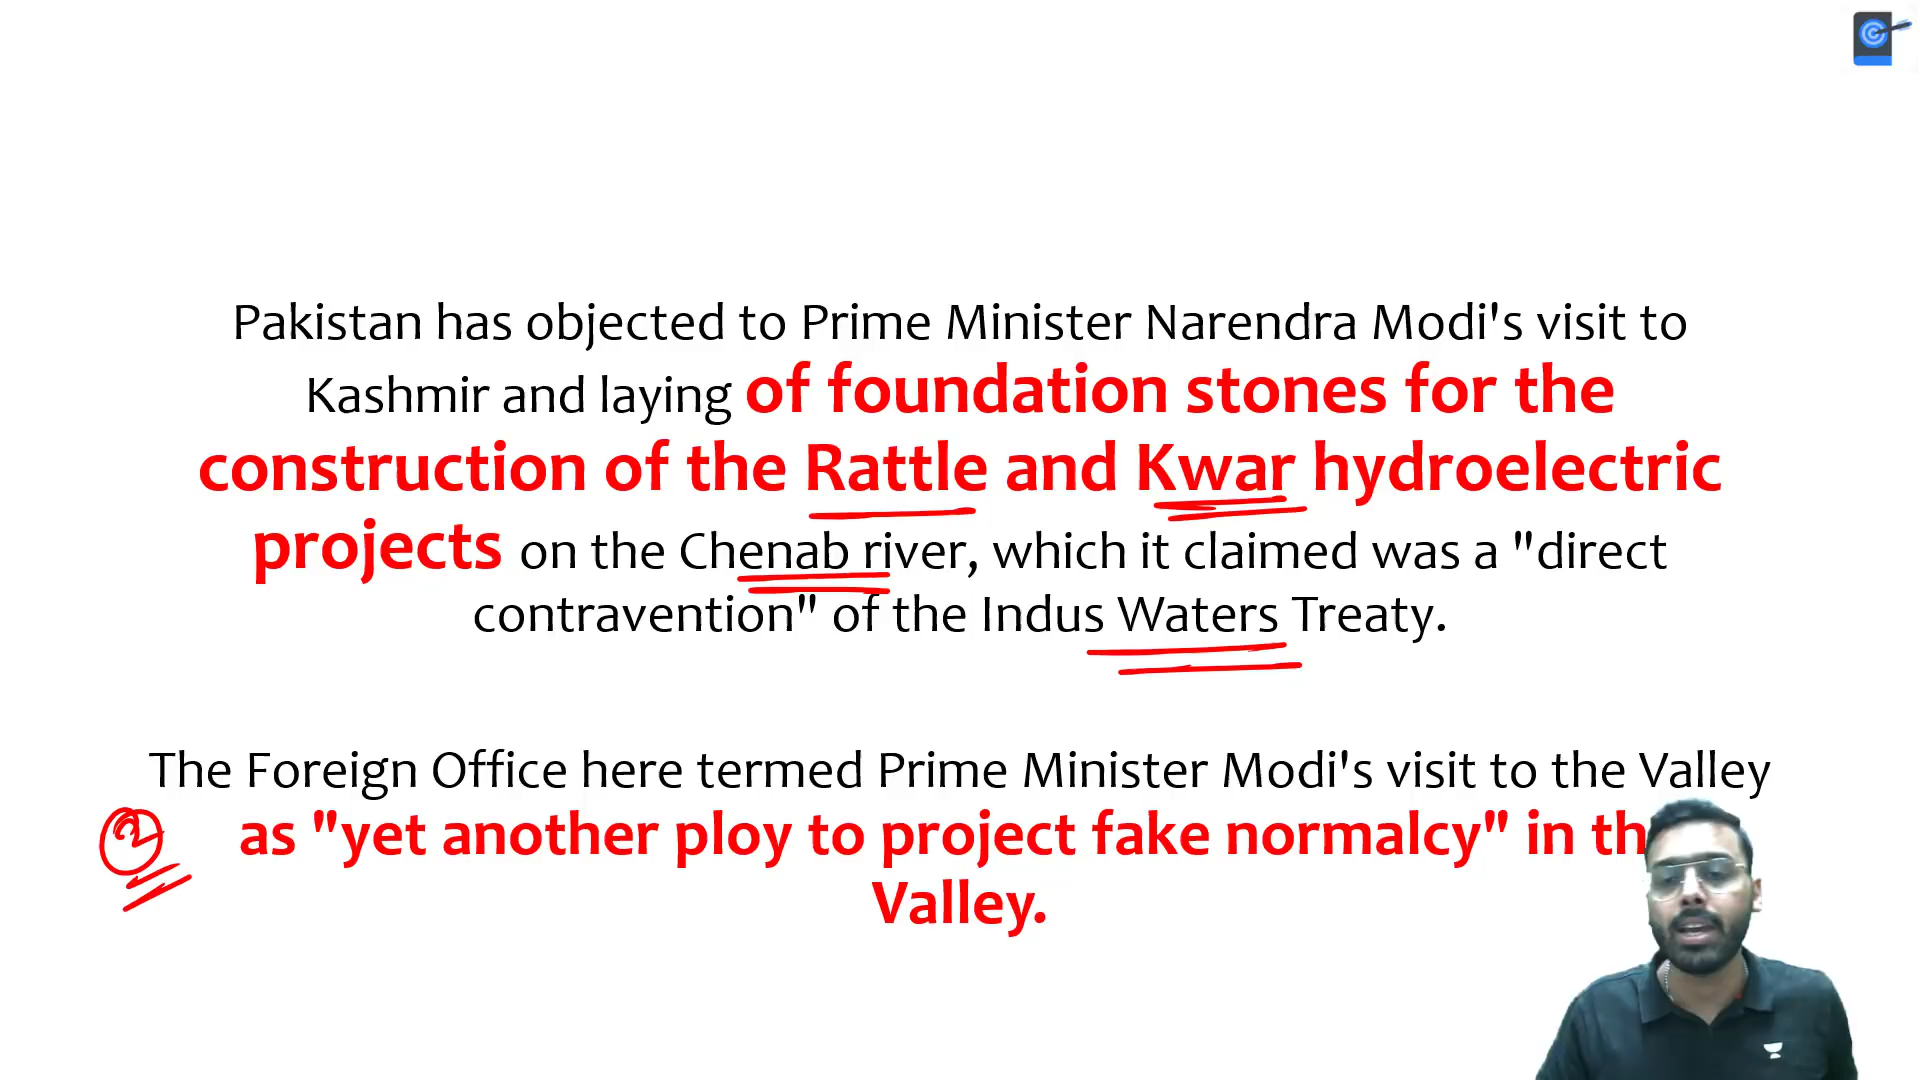 Pakistan has objected to Prime Minister Narendra Modi's visit to
Kashmir and laying of foundation stones for the
construction of the Rattle and Kwar hydroelectric
projects on the Chenab river, which it claimed was a "direct
contravention" of the Indus Waters Treaty.
The Foreign Office here termed Prime Minister Modi's visit to the Valley
2
as "yet another ploy to project fake normalcy" in th
Valley.